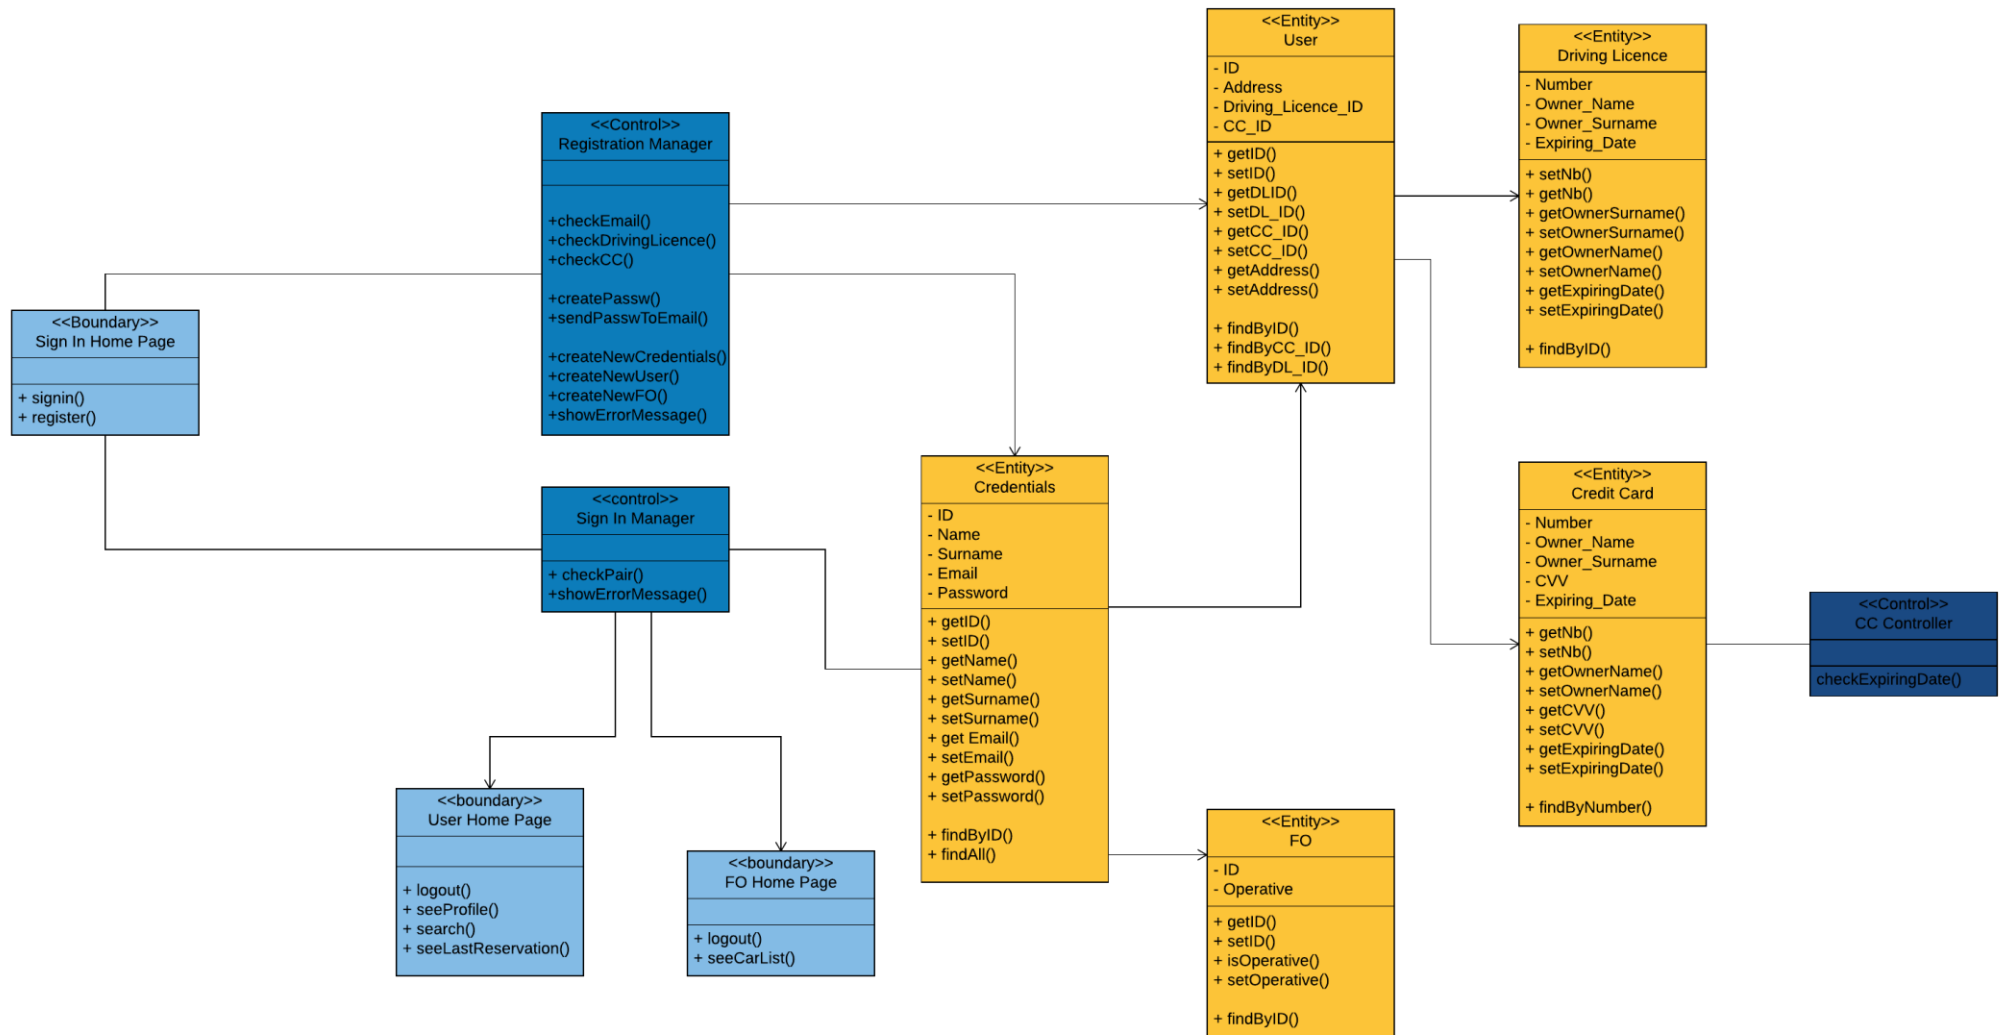 <<Entity>>
User
- ID
- Address
- Driving_Licence_ID
- CC_ID
+ getID()
+ setID()
+ getDLID()
+ setDL_ID()
+ getCC_ID()
+ setCC_ID()
+ getAddress()
+ setAddress()
+ findByID()
+ findByCC_ID()
+ findByDL_ID()
<<Entity>>
Driving Licence
- Number
- Owner_Name
- Owner_Surname
- Expiring_Date
+ setNb()
+ getNb()
+ getOwnerSurname()
+ setOwnerSurname()
+ getOwnerName()
+ setOwnerName()
+ getExpiringDate()
+ setExpiringDate()
+ findByID()
<<Control>>
Registration Manager
+checkEmail()
+checkDrivingLicence()
+checkCC()
+createPassw()
+sendPasswToEmail()
+createNewCredentials()
+createNewUser()
+createNewFO()
+showErrorMessage()
<<Boundary>>
Sign In Home Page
+ signin()
+ register()
<<control>>
Sign In Manager
+ checkPair()
+showErrorMessage()
<<Entity>>
Credentials
- ID
- Name
- Surname
- Email
- Password
+ getID()
+ setID()
+ getName()
+ setName()
+ getSurname()
+ setSurname()
+ get Email()
+ setEmail()
+ getPassword()
+ setPassword()
+ findByID()
+ findAll()
<<Entity>>
Credit Card
- Number
- Owner_Name
- Owner_Surname
- CVV
- Expiring_Date
+ getNb()
+ setNb()
+ getOwnerName()
+ setOwnerName()
+ getCVV()
+ setCVV()
+ getExpiringDate()
+ setExpiringDate()
+ findByNumber()
<<Control>>
CC Controller
checkExpiringDate()
<<boundary>>
User Home Page
+ logout()
+ seeProfile()
+ search()
+ seeLastReservation()
<<boundary>>
FO Home Page
+ logout()
+ seeCarList()
<<Entity>>
FO
- ID
- Operative
+ getID()
+ setID()
+ isOperative()
+ setOperative()
+ findByID()